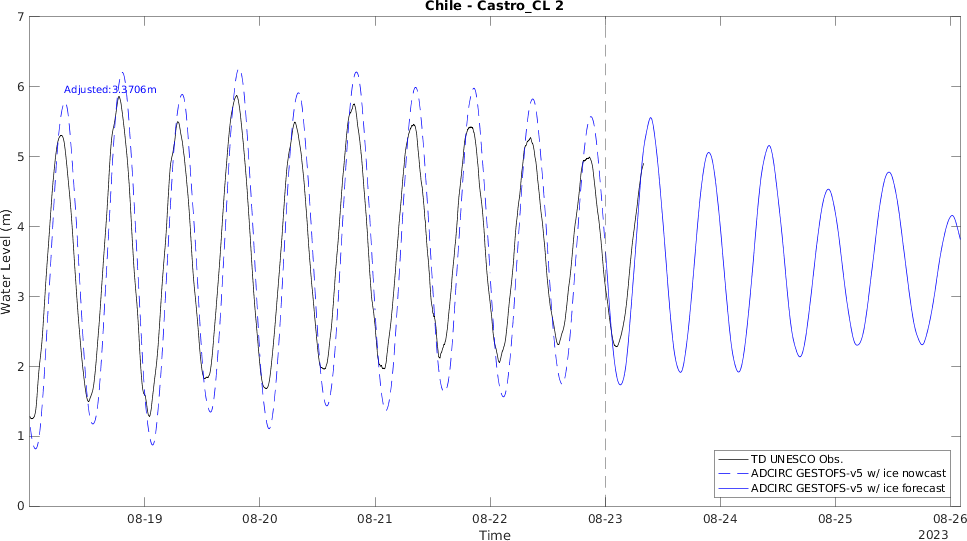 Chile - Castro_CL 2
7
6
5
4
3
2
1
0
Water Level (m)
Adjusted:3.3706m
TD UNESCO Obs.
ADCIRC GESTOFS-v5 w/ ice nowcast
ADCIRC GESTOFS-v5 w/ ice forecast
08-19 08-20 08-21 08-22 08-23 08-24 08-25 08-26
Time
2023